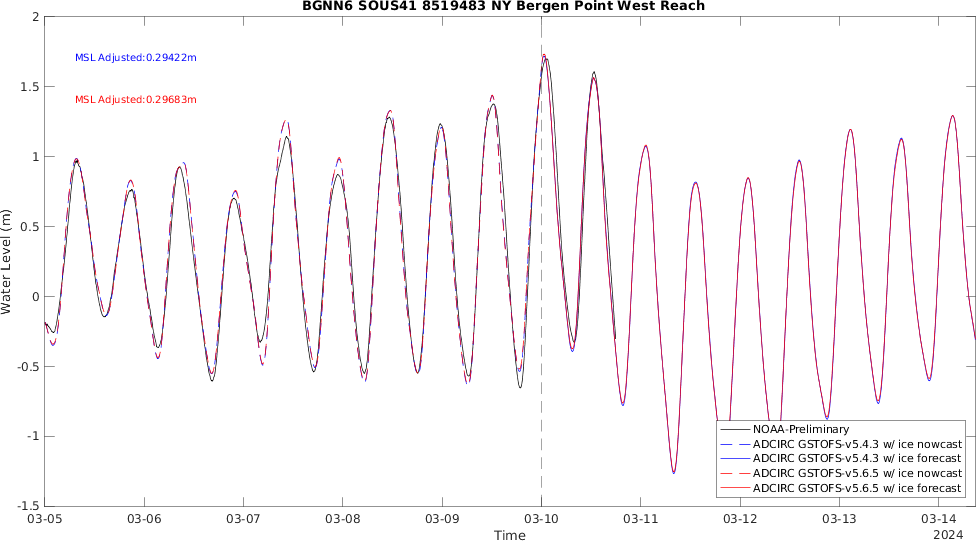 BGNN6 SOUS41 8519483 NY Bergen Point West Reach
MSL Adjusted:0.29422m
MSL Adjusted:0.29683m
Water Level (m)
2
1.5
1
0.5
0
-0.5
-1
-1.5
NOAA-Preliminary
ADCIRC GSTOFS-v5.4.3 w/ ice nowcast
ADCIRC GSTOFS-v5.4.3 w/ ice forecast
ADCIRC GSTOFS-v5.6.5 w/ ice nowcast
ADCIRC GSTOFS-v5.6.5 w/ ice forecast
03-05 03-06 03-07 03-08 03-09 03-10 03-11 03-12 03-13 03-14
Time
2024